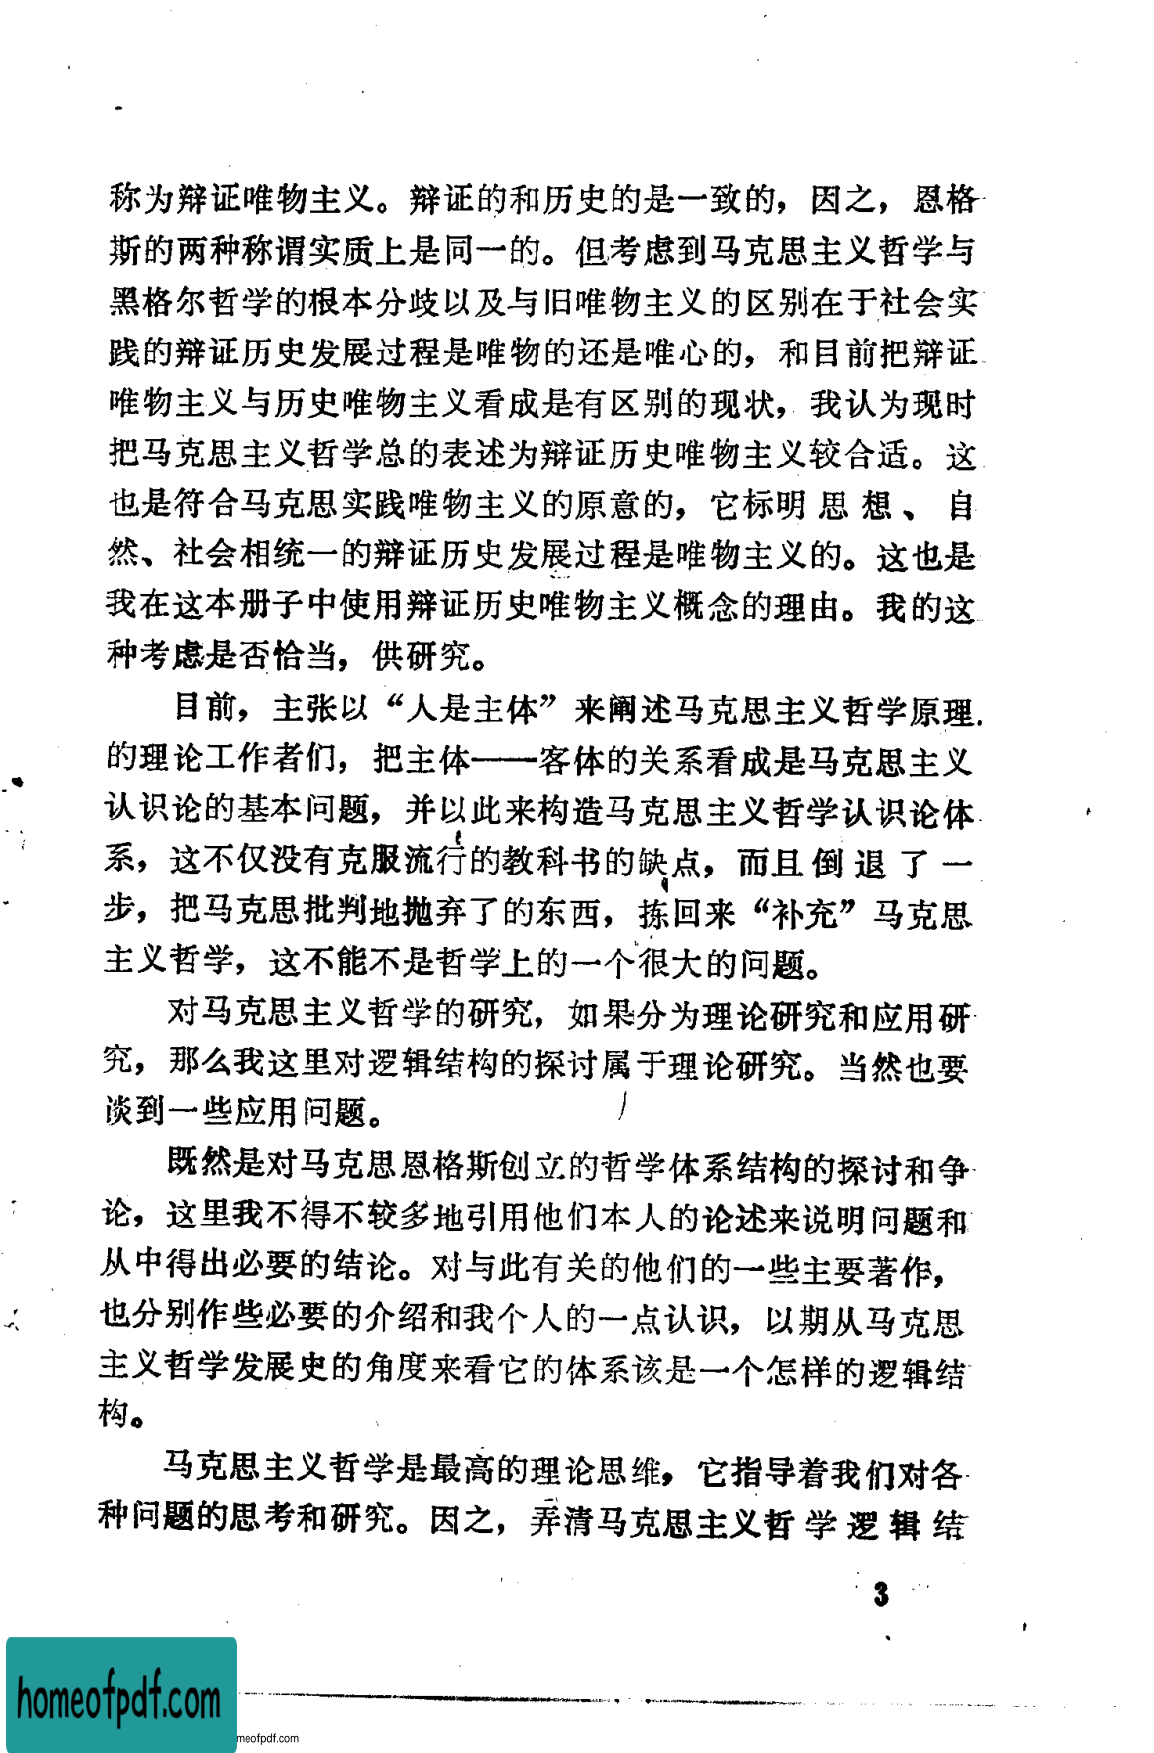 称为辩证唯物主义。辩证的和历史的是一致的，因之，恩格
斯的两种称谓实质上是同一的。但考虑到马克思主义哲学与
黑格尔哲学的根本分歧以及与旧唯物主义的区别在于社会实
践的辩证历史发展过程是唯物的还是唯心的，和目前把辩证
唯物主义与历史唯物主义看成是有区别的现状，我认为现时
把马克思主义哲学总的表述为辩证历史唯物主义较合适。这
也是符合马克思实践唯物主义的原意的，它标明思想、自
然、社会相统一的辩证历史发展过程是唯物主义的。这也是
我在这本册子中使用辩证历史唯物主义概念的理由。我的这
种考虑是否恰当，供研究。
目前，主张以“人是主体”来阐述马克思主义哲学原理
的理论工作者们，把主体——客体的关系看成是马克思主义
认识论的基本问题，并以此来构造马克思主义哲学认识论体
系，这不仅没有克服流行的教科书的缺点，而且倒退了一
步，把马克思批判地抛弃了的东西，拣回来“补充”马克思
主义哲学，这不能不是哲学上的一个很大的问题。
对马克思主义哲学的研究，如果分为理论研究和应用研
究，那么我这里对逻辑结构的探讨属于理论研究。当然也要
谈到一些应用问题。
既然是对马克思恩格斯创立的哲学体系结构的探讨和争
论，这里我不得不较多地引用他们本人的论述来说明问题和
从中得出必要的结论。对与此有关的他们的一些主要著作，
也分别作些必要的介绍和我个人的一点认识，以期从马克思
主义哲学发展史的角度来看它的体系该是一个怎样的逻辑结
构。
马克思主义哲学是最高的理论思维，它指导着我们对各
种问题的思考和研究。因之，弄清马克思主义哲学逻辑结
3
homeofpdf.com
meofpdf.com